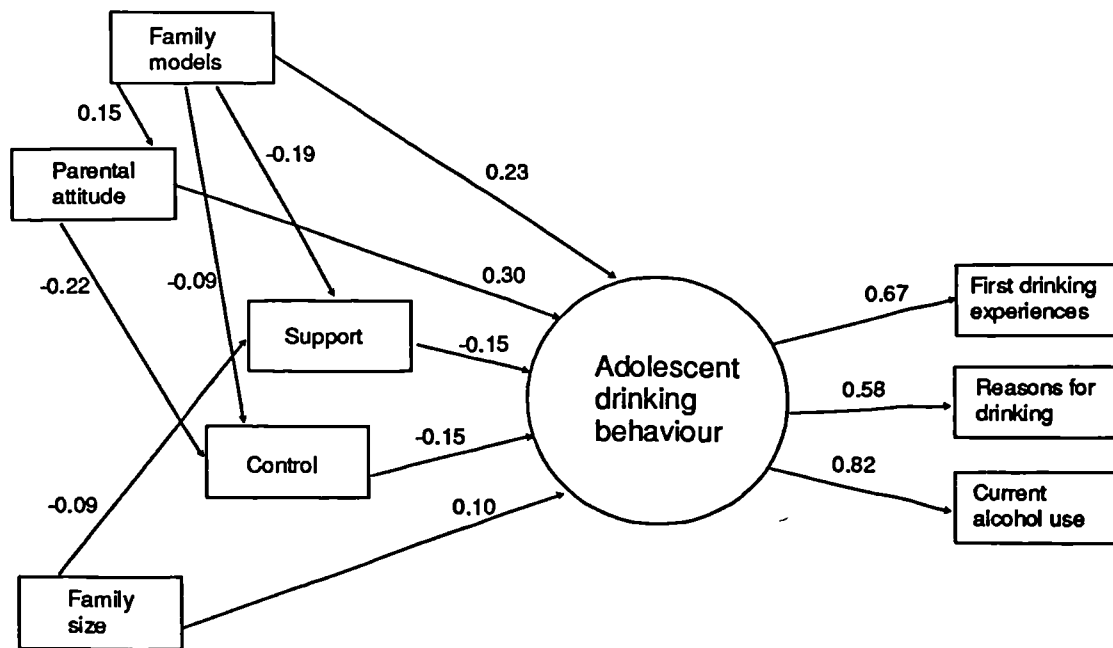 Family
models
0.15
-0.19
0.23
Parental
attitude
-0.22
-0.09
0.30
0.67
First drinking
experiences
Support
-0.15
Adolescent
drinking
behaviour
0.58
Reasons for
drinking
Control
-0.15
0.82
Current
alcohol use
-0.09
0.10
Family
size